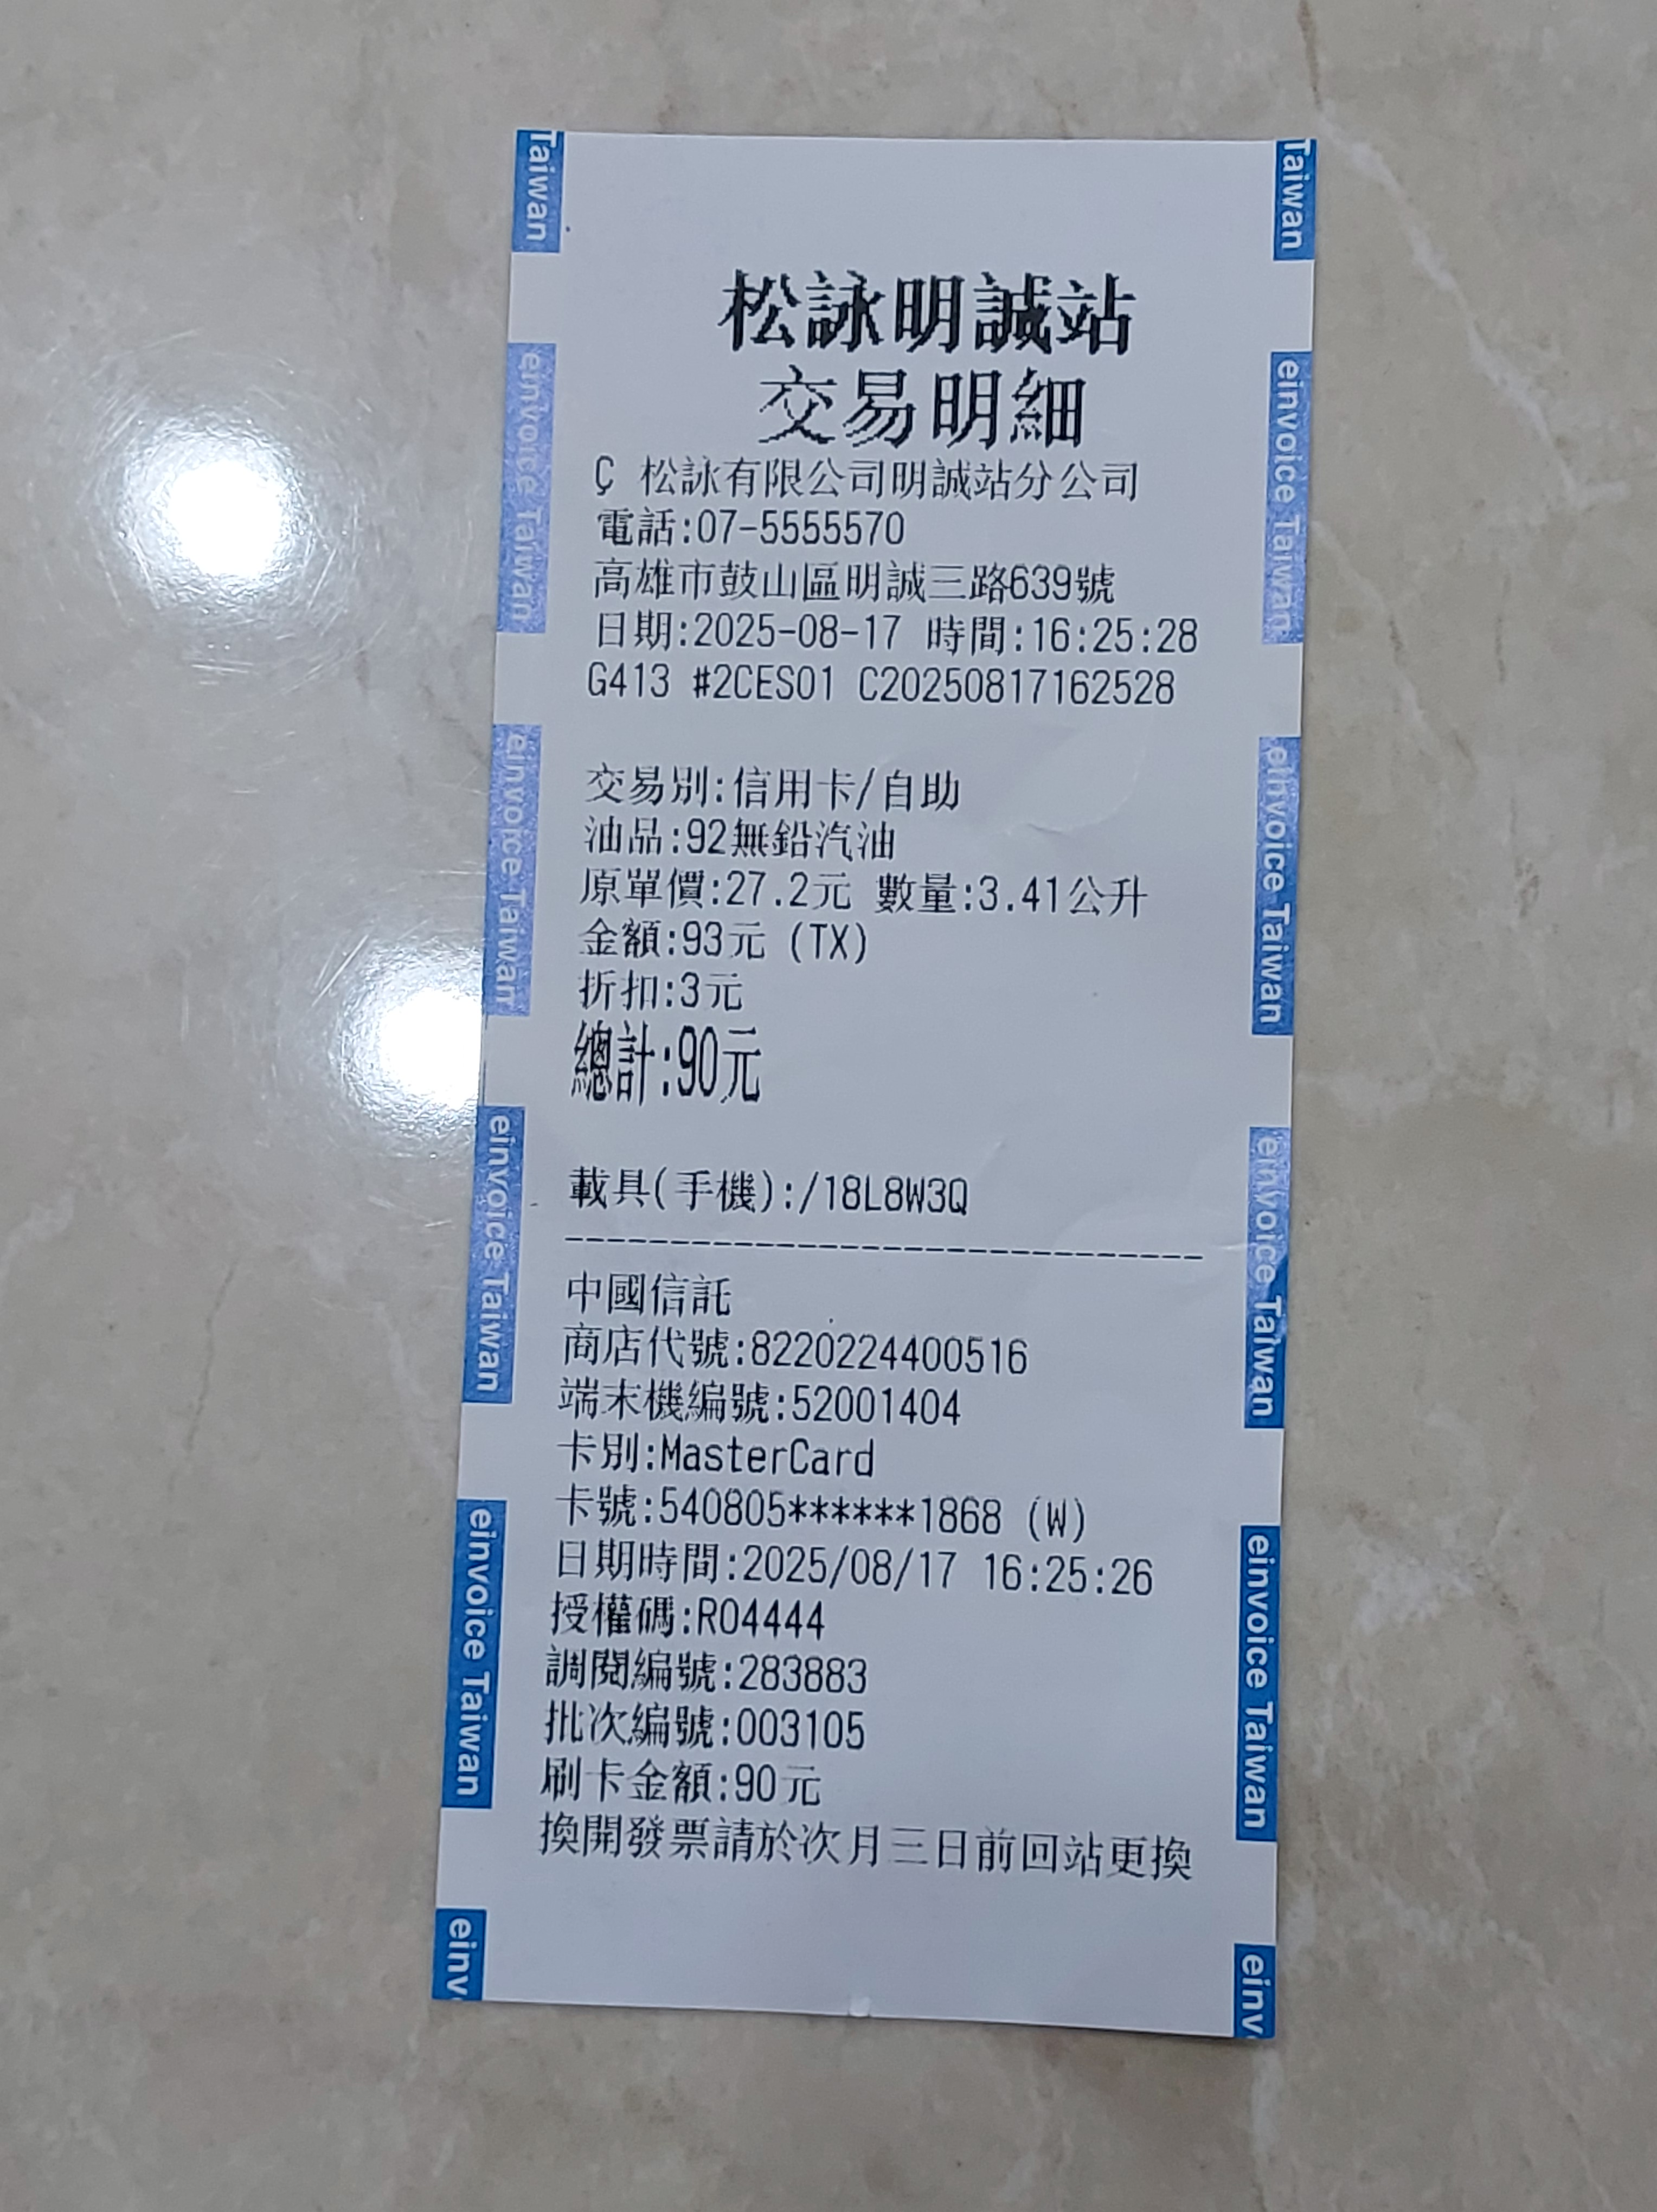 松詠明誠站
交易明細
Ç 松詠有限公司明誠站分公司
電話:07-5555570
高雄市鼓山區明誠三路639號
日期:2025-08-17 時間:16:25:28
G413 #2CES01 C20250817162528
交易別:信用卡/自助
油品:92無鉛汽油
原單價:27.2元 數量:3.41公升
金額:93元 (TX)
折扣:3元
總計:90元
載具(手機):/18L8W3Q
------------------------------
中國信託
商店代號:8220224400516
端末機編號:52001404
卡別:MasterCard
卡號:540805******1868 (W)
日期時間:2025/08/17 16:25:26
授權碼:R04444
調閱編號:283883
批次編號:003105
刷卡金額:90元
換開發票請於次月三日前回站更換
Taiwan
einvoice Taiwan
einvoice Taiwan
einvoice Taiwan
einvoice Taiwan
einv
Taiwan
einvoice Taiwan
einvoice Taiwan
einvoice Taiwan
einvoice Taiwan
einv